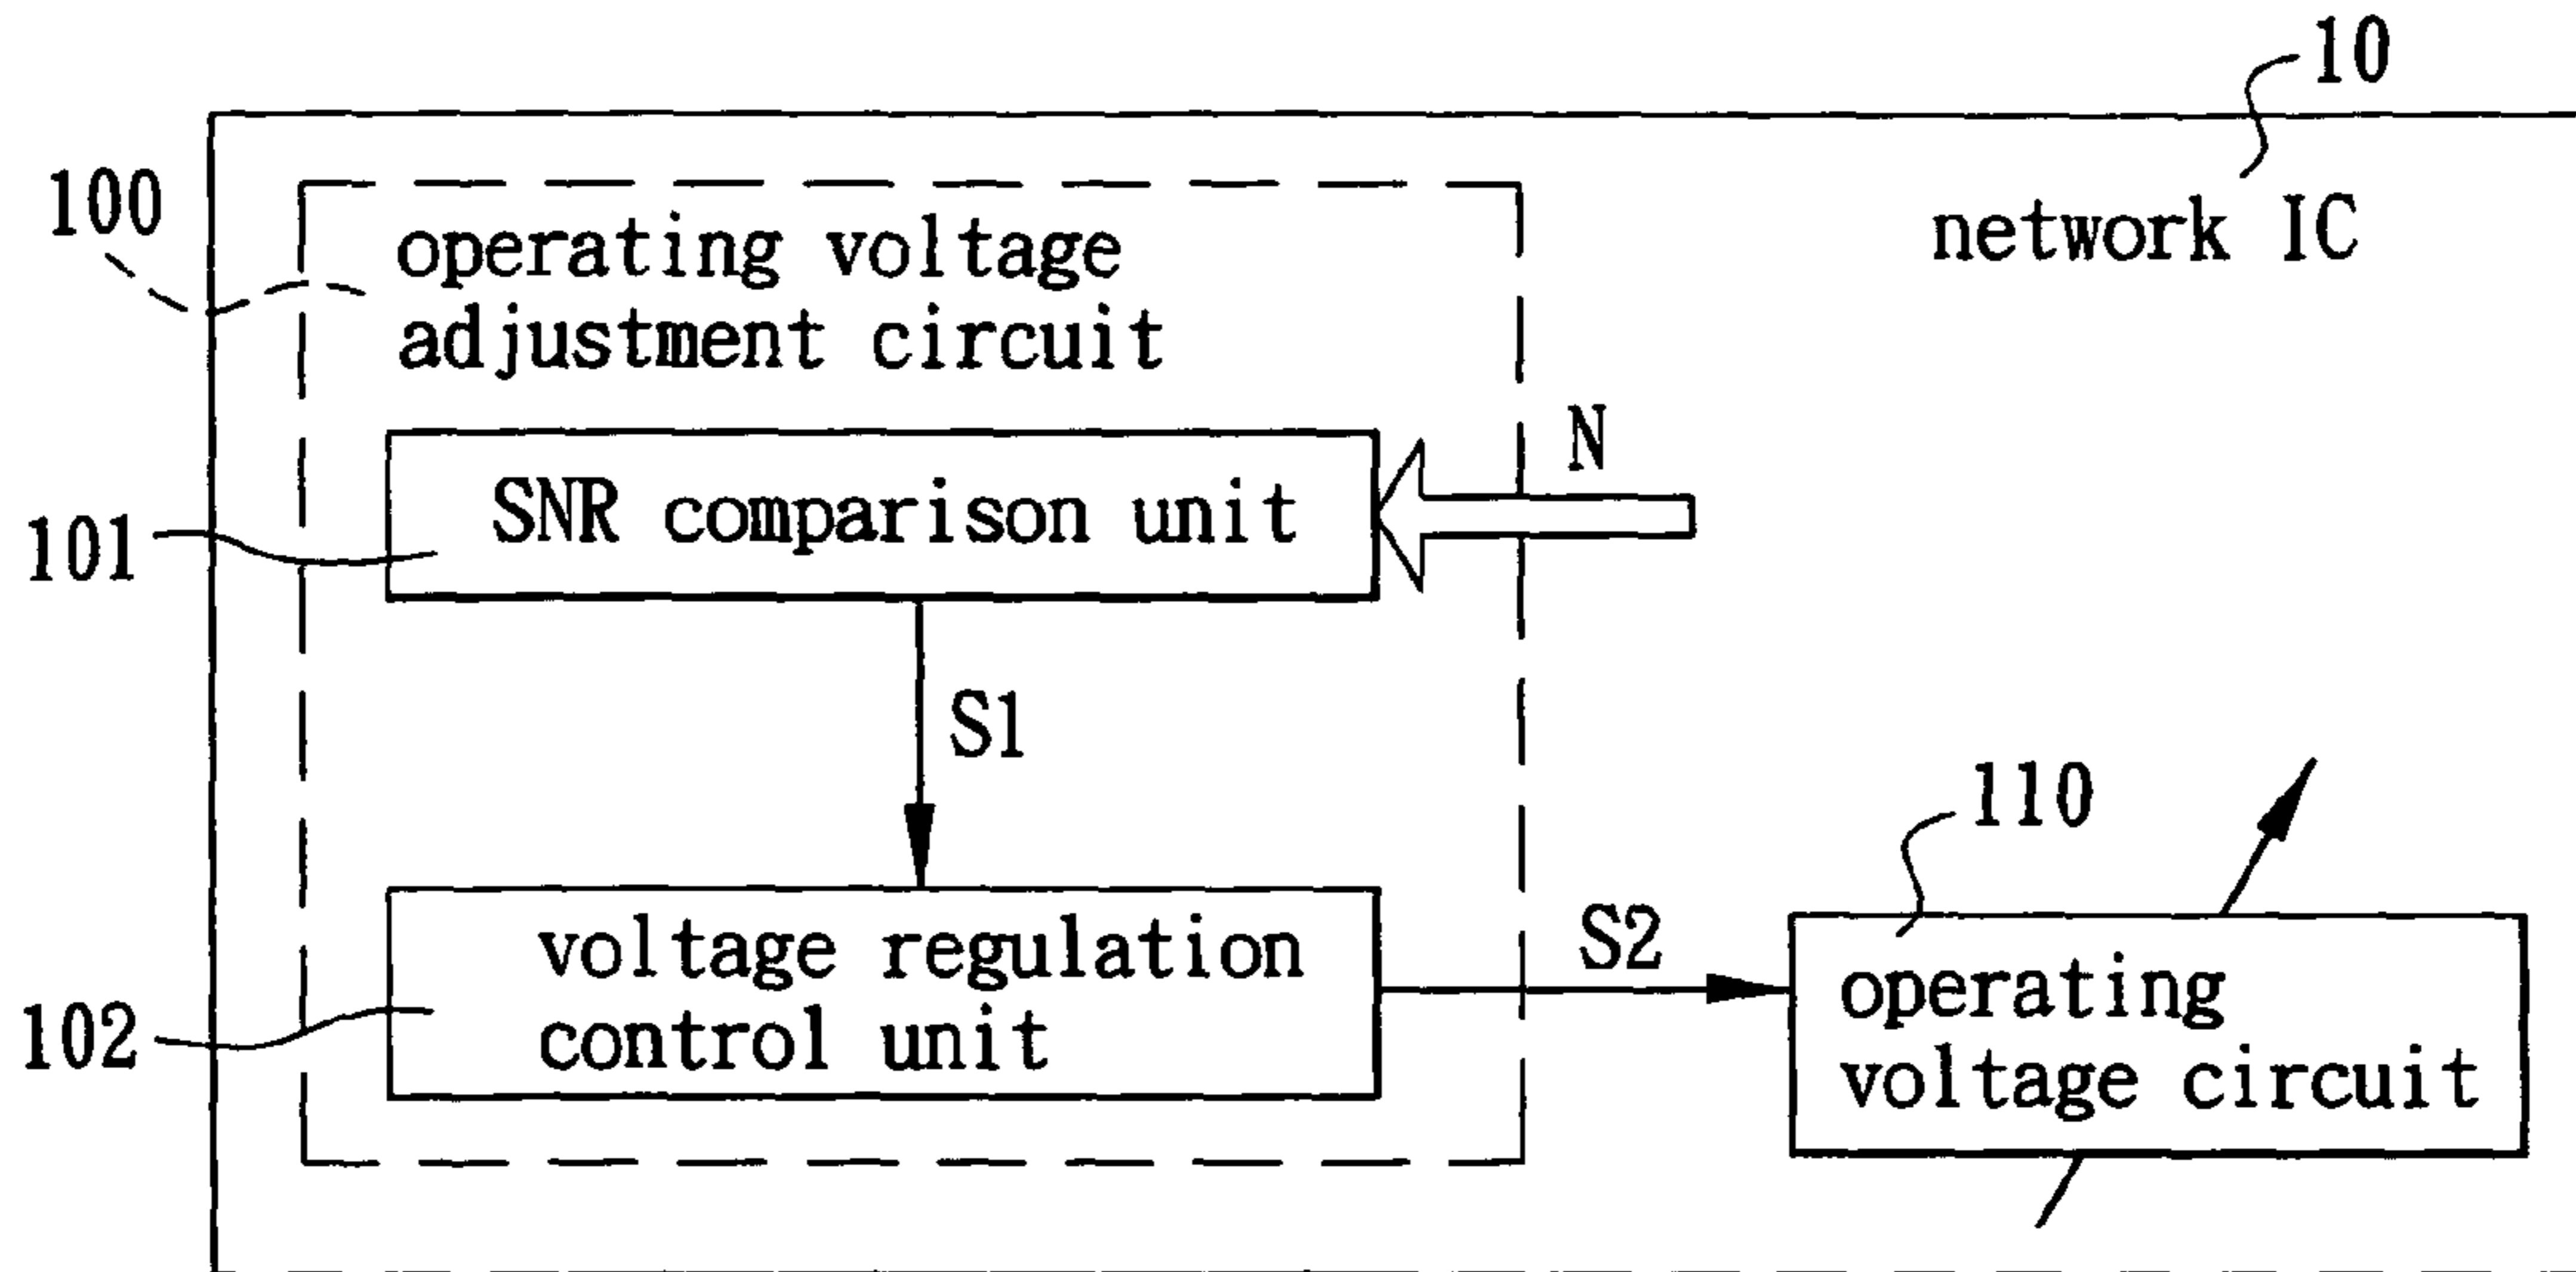 10
network IC
100
operating voltage
adjustment circuit
N
SNR comparison unit
101
S1
110
voltage regulation
control unit
102
S2
operating
voltage circuit